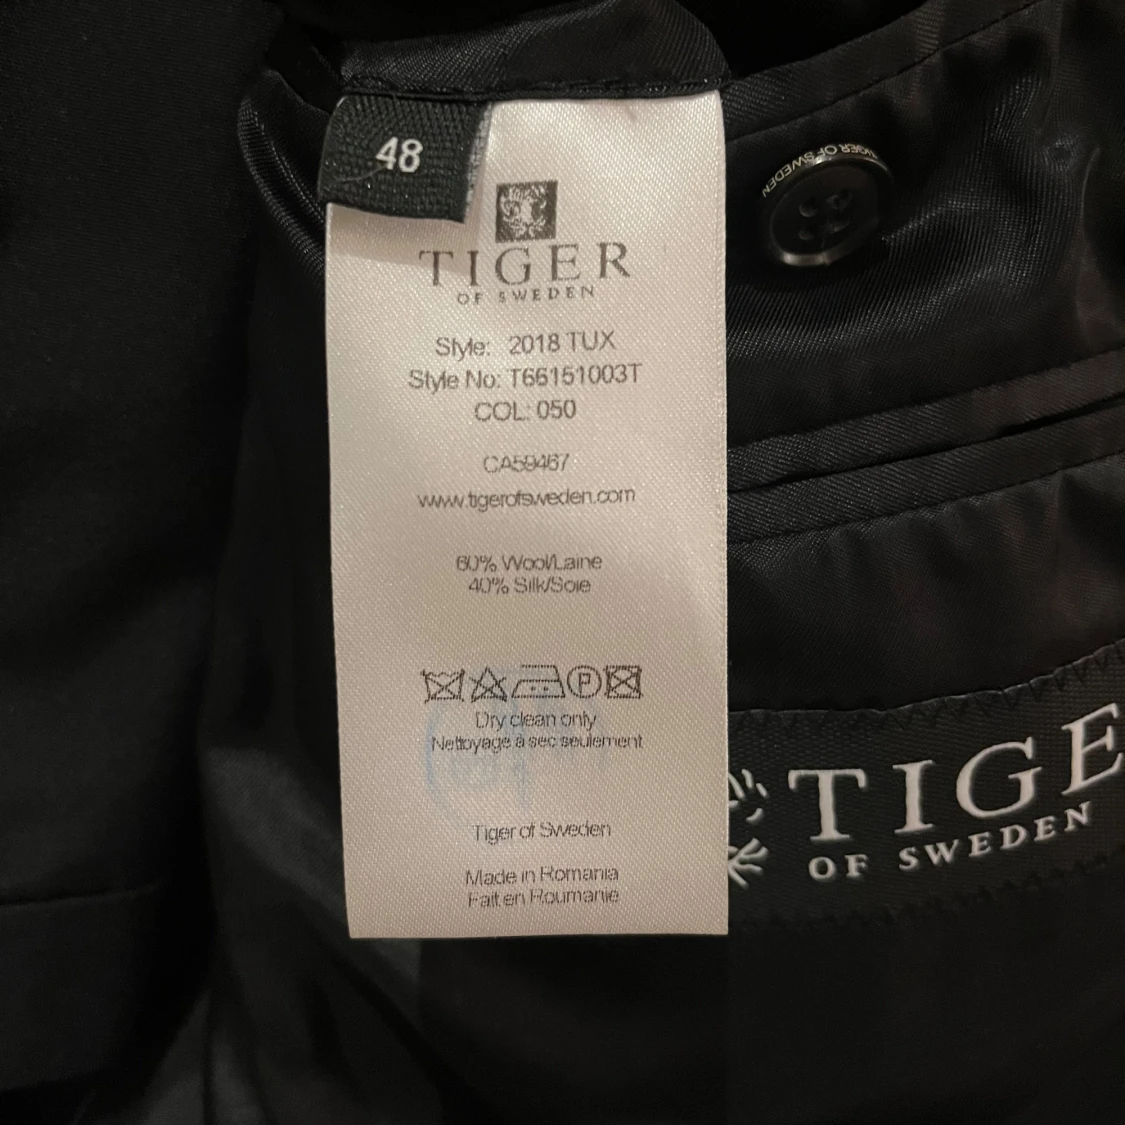 48
TIGER
OF SWEDEN
Style: 2018 TUX
Style No: T66151003T
COL: 050
CA59467
www.tigerofsweden.com
60% Wool/Laine
40% Silk/Soie
P
Dry clean only
Nettoyage à sec seulement
Tiger of Sweden
Made in Romania
Fait en Roumanie
TIGER OF SWEDEN
TIGE
OF SWEDEN